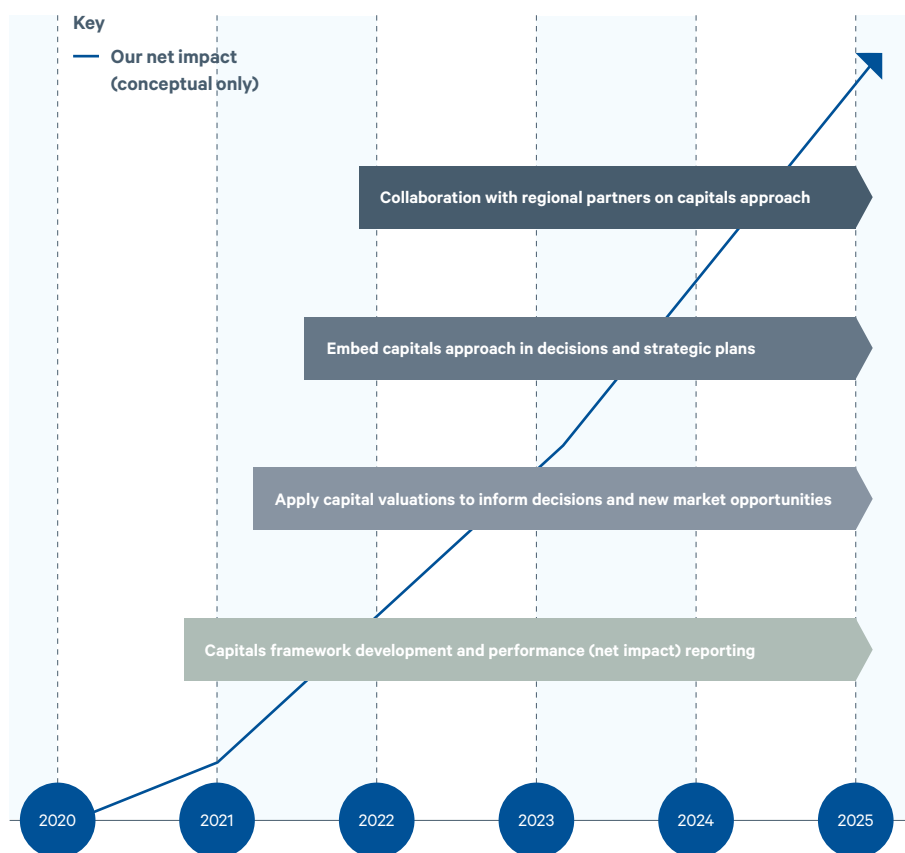 Key
Our net impact
(conceptual only)
Collaboration with regional partners on capitals approach
Embed capitals approach in decisions and strategic plans
Apply capital valuations to inform decisions and new market opportunities
Capitals framework development and performance (net impact) reporting
2020 2021 2022 2023 2024 2025